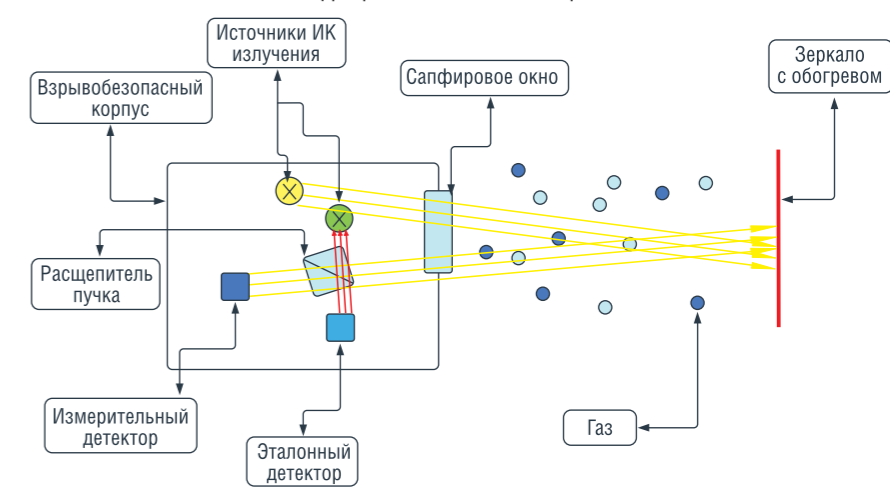 Источники ИК
излучения
Зеркало
с обогревом
Сапфировое окно
Взрывобезопасный
корпус
Расщепитель
пучка
Измерительный
детектор
Эталонный
детектор
Газ